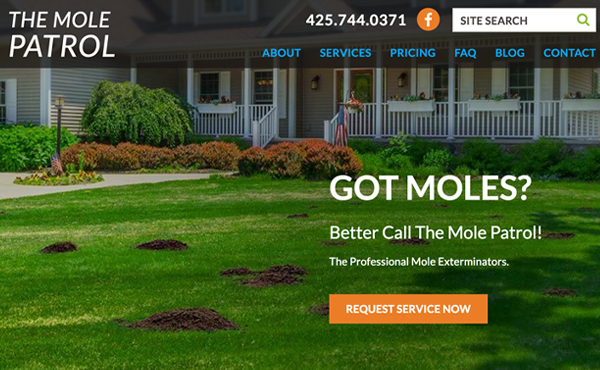 THE MOLE
PATROL
425.744.0371
f
SITE SEARCH
ABOUT SERVICES PRICING FAQ BLOG CONTACT
GOT MOLES?
Better Call The Mole Patrol!
The Professional Mole Exterminators.
REQUEST SERVICE NOW